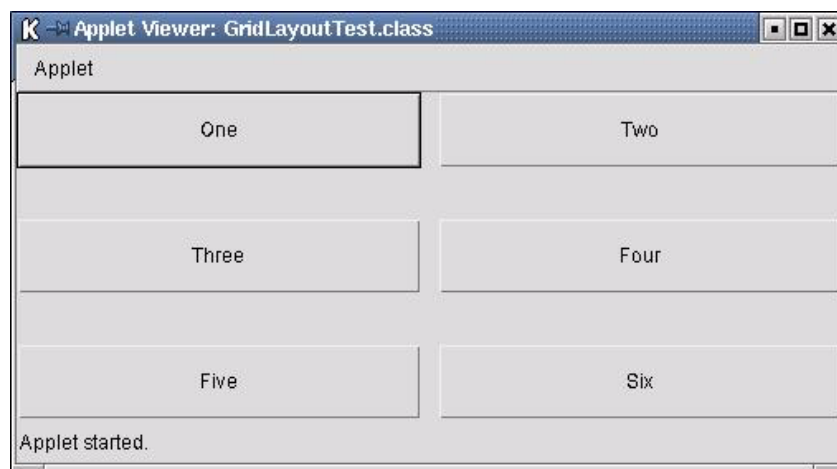 Applet Viewer: GridLayoutTest.class
Applet
One
Two
Three
Four
Five
Six
Applet started.